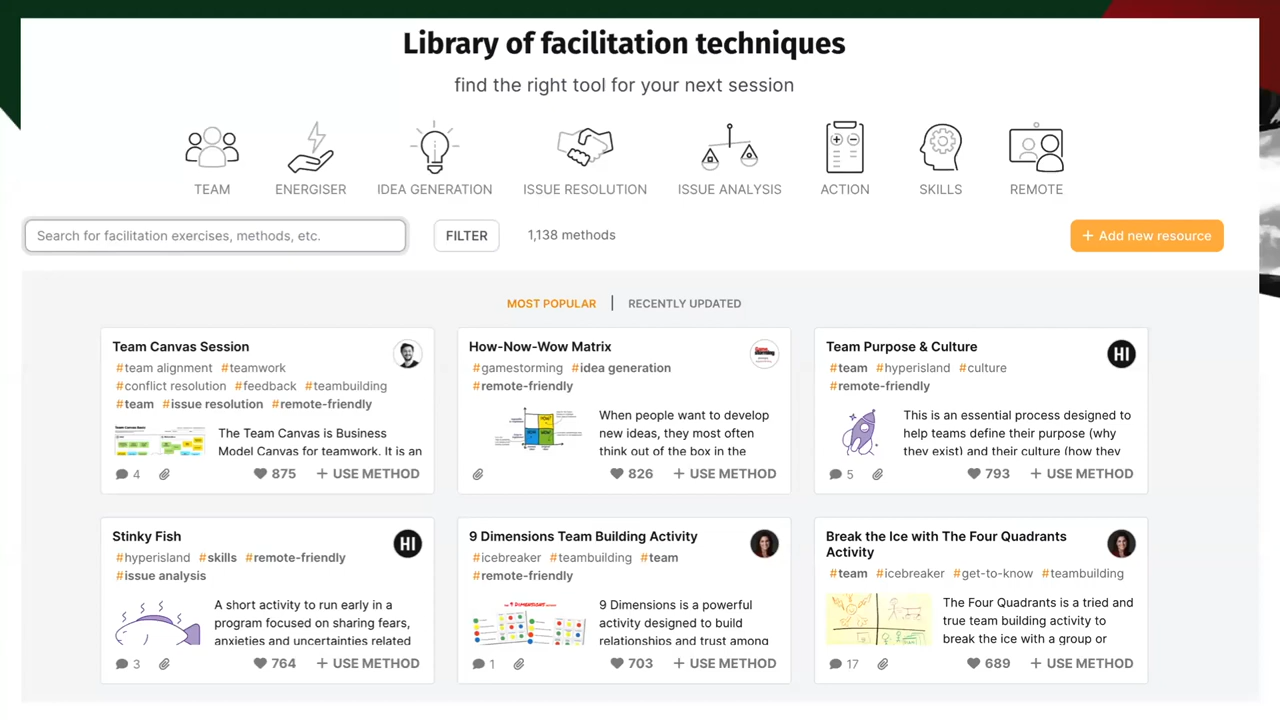 Library of facilitation techniques
find the right tool for your next session
TEAM
ENERGISER
IDEA GENERATION
ISSUE RESOLUTION
ISSUE ANALYSIS
ACTION
SKILLS
REMOTE
Search for facilitation exercises, methods, etc.
FILTER
1,138 methods
+ Add new resource
MOST POPULAR | RECENTLY UPDATED
Team Canvas Session
#team alignment #teamwork
#conflict resolution #feedback #teambuilding
#team #issue resolution #remote-friendly
The Team Canvas is Business
Model Canvas for teamwork. It is an
4
875
+ USE METHOD
How-Now-Wow Matrix
#gamestorming #idea generation
#remote-friendly
When people want to develop
new ideas, they most often
think out of the box in the
826
+ USE METHOD
Team Purpose & Culture
HI
#team #hyperisland #culture
#remote-friendly
This is an essential process designed to
help teams define their purpose (why
they exist) and their culture (how they
5
793
+ USE METHOD
Stinky Fish
HI
#hyperisland #skills #remote-friendly
#issue analysis
A short activity to run early in a
program focused on sharing fears,
anxieties and uncertainties related
3
764
+ USE METHOD
9 Dimensions Team Building Activity
#icebreaker #teambuilding #team
#remote-friendly
9 Dimensions is a powerful
activity designed to build
relationships and trust among
1
703
+ USE METHOD
Break the Ice with The Four Quadrants
Activity
#team #icebreaker #get-to-know #teambuilding
The Four Quadrants is a tried and
true team building activity to
break the ice with a group or
17
689
+ USE METHOD